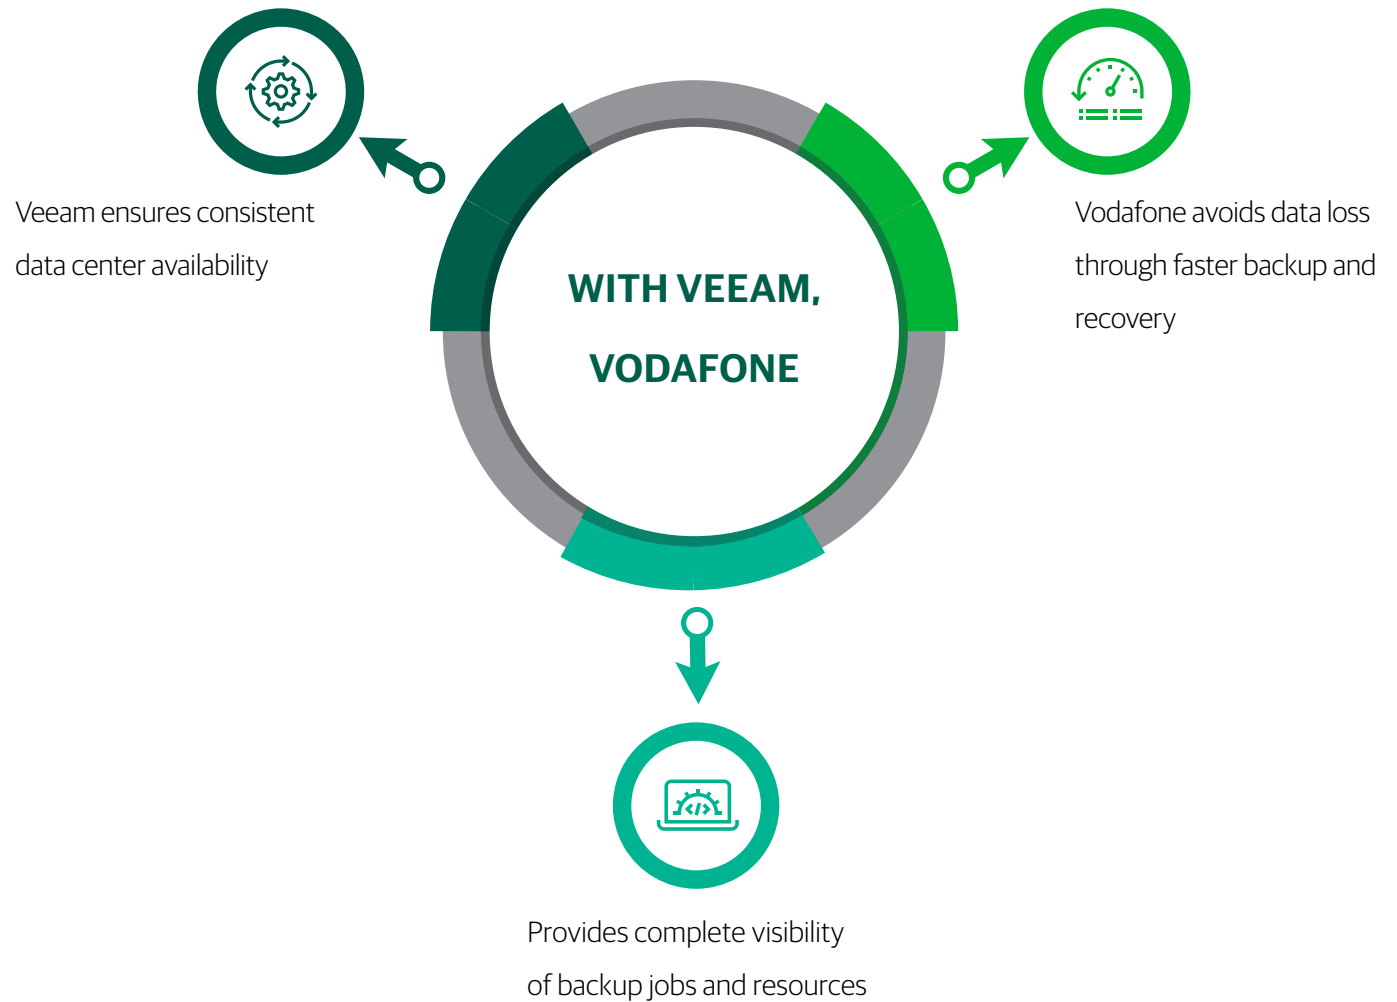 Veeam ensures consistent
data center availability
WITH VEEAM,
VODAFONE
Vodafone avoids data loss
through faster backup and
recovery
Provides complete visibility
of backup jobs and resources